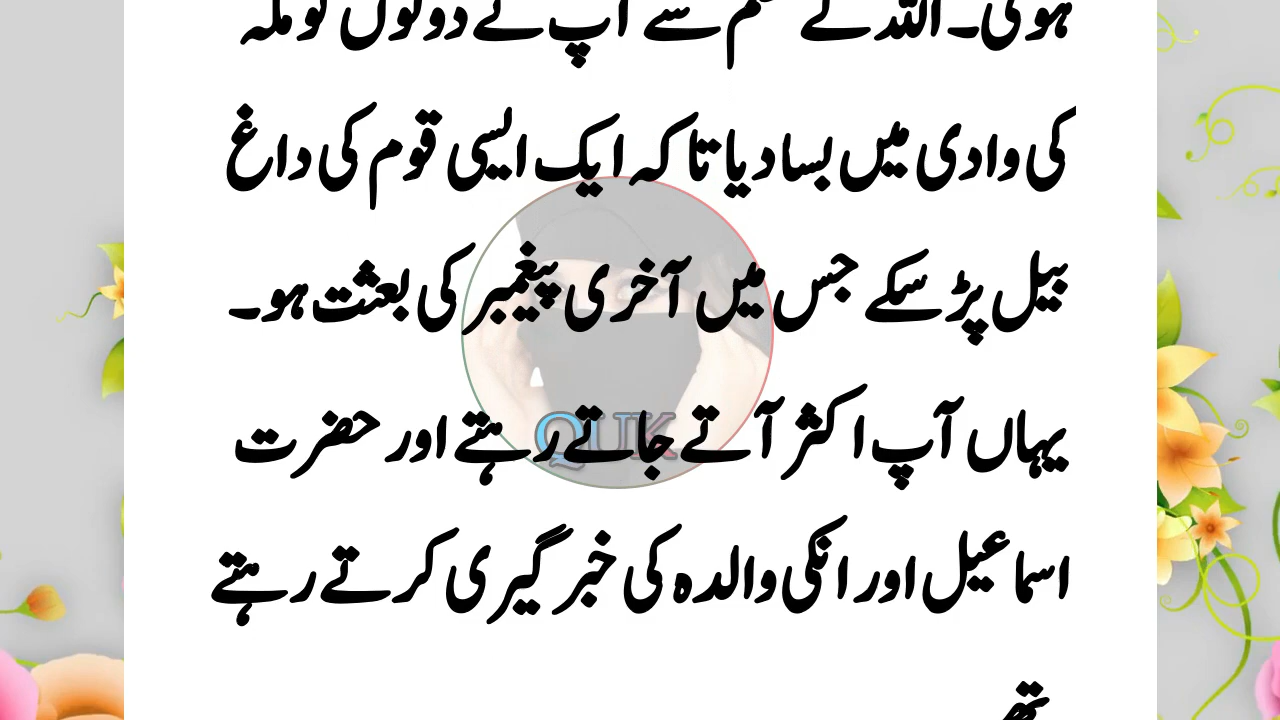 ہوئی۔ اللہ کے حکم سے آپ نے دونوں کو مکہ
کی وادی میں بسا دیا تا کہ ایک ایسی قوم کی داغ
بیل پڑ سکے جس میں آخری پیغمبر کی بعثت ہو۔
یہاں آپ اکثر آتے جاتے رہتے اور حضرت
QUK
اسماعیل اور انکی والدہ کی خبر گیری کرتے رہتے
تھے